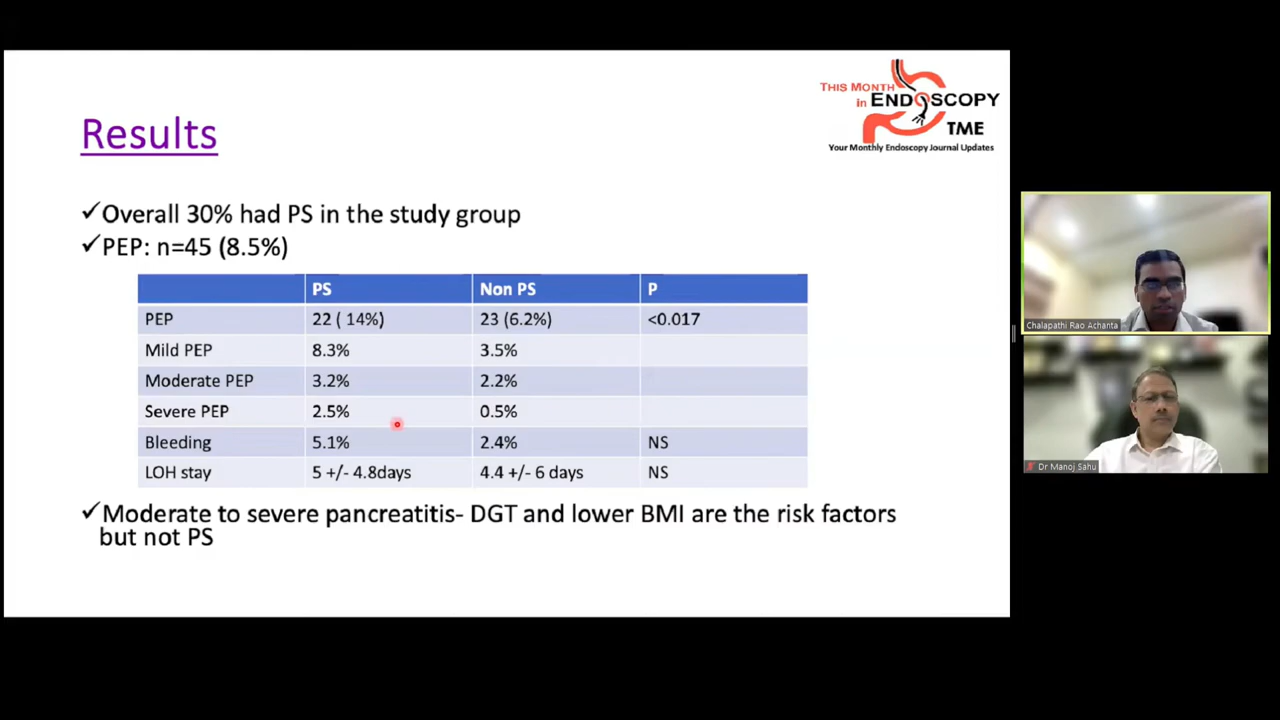 THIS MONTH
in ENDOSCOPY
TME
Your Monthly Endoscopy Journal Updates
Results
✓Overall 30% had PS in the study group
✓PEP: n=45 (8.5%)
PS Non PS P
PEP 22 ( 14%) 23 (6.2%) <0.017
Mild PEP 8.3% 3.5%
Moderate PEP 3.2% 2.2%
Severe PEP 2.5% 0.5%
Bleeding 5.1% 2.4% NS
LOH stay 5 +/- 4.8days 4.4 +/- 6 days NS
✓Moderate to severe pancreatitis- DGT and lower BMI are the risk factors
but not PS
Chalapathi Rao Achanta
Dr Manoj Sahu